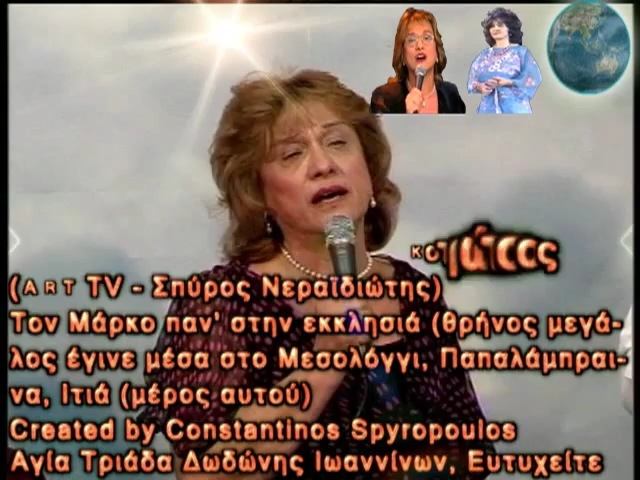 (ART TV - Σπύρος Νεραϊδιώτης)
Τον Μάρκο παν' στην εκκλησιά (θρήνος μεγά-
λος έγινε μέσα στο Μεσολόγγι, Παπαλάμπραι-
να, Ιτιά (μέρος αυτού)
Created by Constantinos Spyropoulos
Αγία Τριάδα Δωδώνης Ιωαννίνων, Ευτυχείτε